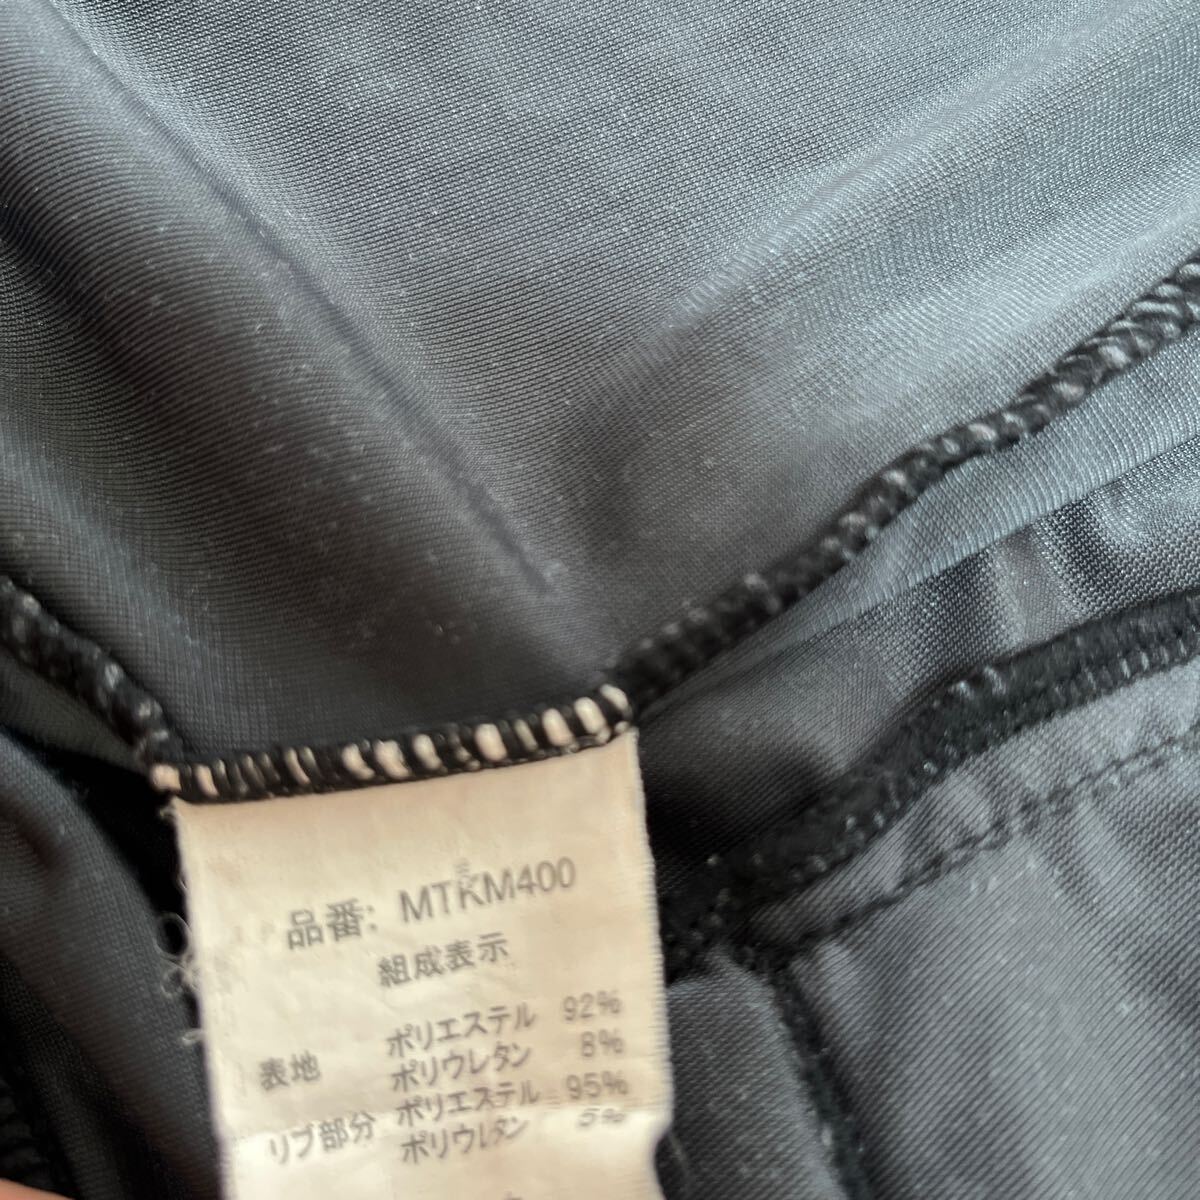 品番: MTKM400
組成表示
表地 ポリエステル 92%
ポリウレタン 8%
リブ部分 ポリエステル 95%
ポリウレタン 5%